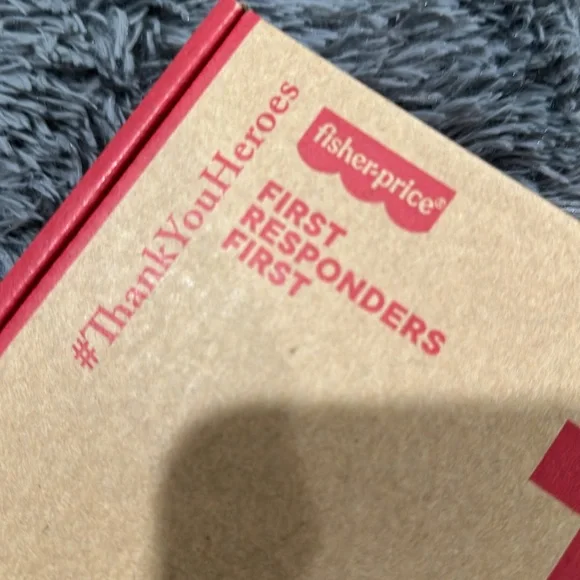 #ThankYouHeroes
fisher-price®
FIRST
RESPONDERS
FIRST